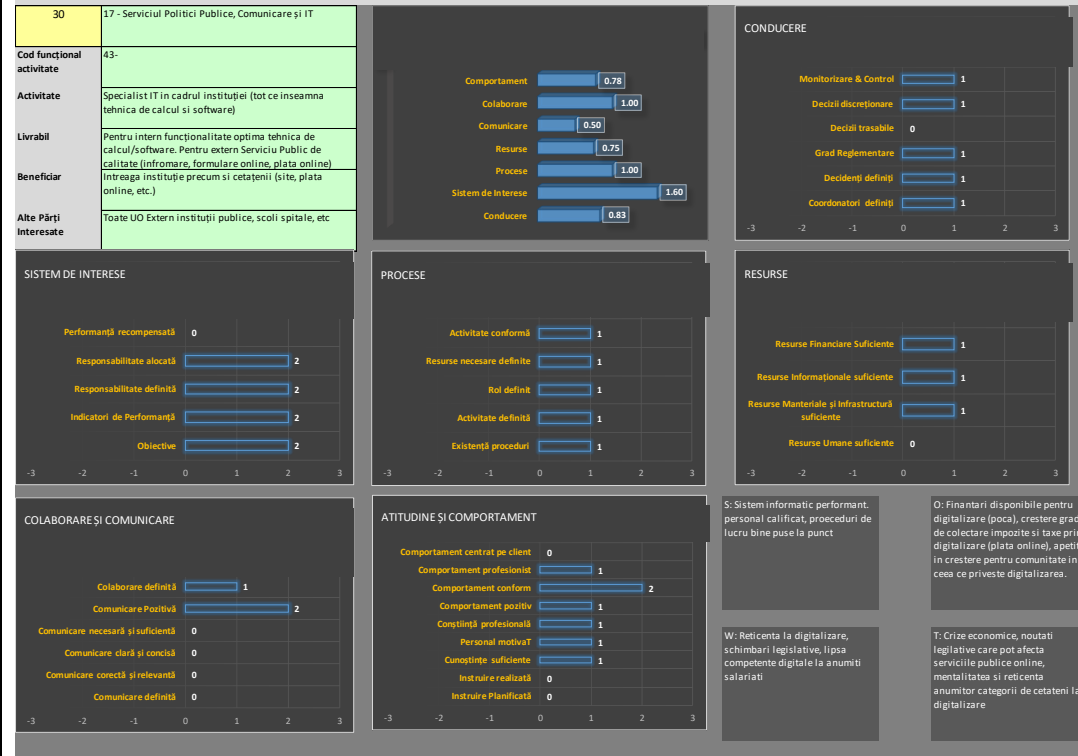 30
17 - Serviciul Politici Publice, Comunicare și IT
Cod funcțional
activitate
43-
Activitate
Specialist IT in cadrul instituției (tot ce inseamna
tehnica de calcul si software)
Livrabil
Pentru intern funcționalitate optima tehnica de
calcul/software. Pentru extern Serviciu Public de
calitate (infromare, formulare online, plata online)
Beneficiar
Intreaga instituție precum si cetațenii (site, plata
online, etc.)
Alte Părți
Interesate
Toate UO Extern instituții publice, scoli spitale, etc
Comportament 0.78
Colaborare 1.00
Comunicare 0.50
Resurse 0.75
Procese 1.00
Sistem de Interese 1.60
Conducere 0.83
CONDUCERE
Monitorizare & Control 1
Decizii discreționare 1
Decizii trasabile 0
Grad Reglementare 1
Decidenți definiți 1
Coordonatori definiți 1
-3 -2 -1 0 1 2 3
SISTEM DE INTERESE
Performanță recompensată 0
Responsabilitate alocată 2
Responsabilitate definită 2
Indicatori de Performanță 2
Obiective 2
-3 -2 -1 0 1 2 3
PROCESE
Activitate conformă 1
Resurse necesare definite 1
Rol definit 1
Activitate definită 1
Existență proceduri 1
-3 -2 -1 0 1 2 3
RESURSE
Resurse Financiare Suficiente 1
Resurse Informaționale suficiente 1
Resurse Manteriale și Infrastructură
suficiente 1
Resurse Umane suficiente 0
-3 -2 -1 0 1 2 3
COLABORARE ȘI COMUNICARE
Colaborare definită 1
Comunicare Pozitivă 2
Comunicare necesară și suficientă 0
Comunicare clară și concisă 0
Comunicare corectă și relevantă 0
Comunicare definită 0
-3 -2 -1 0 1 2 3
ATITUDINE ȘI COMPORTAMENT
Comportament centrat pe client 0
Comportament profesionist 1
Comportament conform 2
Comportament pozitiv 1
Conștiință profesională 1
Personal motivaT 1
Cunoștințe suficiente 1
Instruire realizată 0
Instruire Planificată 0
-3 -2 -1 0 1 2 3
S: Sistem informatic performant.
personal calificat, proeceduri de
lucru bine puse la punct
O: Finantari disponibile pentru
digitalizare (poca), crestere grad
de colectare impozite si taxe prin
digitalizare (plata online), apetit
in crestere pentru comunitate in
ceea ce priveste digitalizarea.
W: Reticenta la digitalizare,
schimbari legislative, lipsa
competente digitale la anumiti
salariati
T: Crize economice, noutati
legilative care pot afecta
serviciile publice online,
mentalitatea si reticenta
anumitor categorii de cetateni la
digitalizare